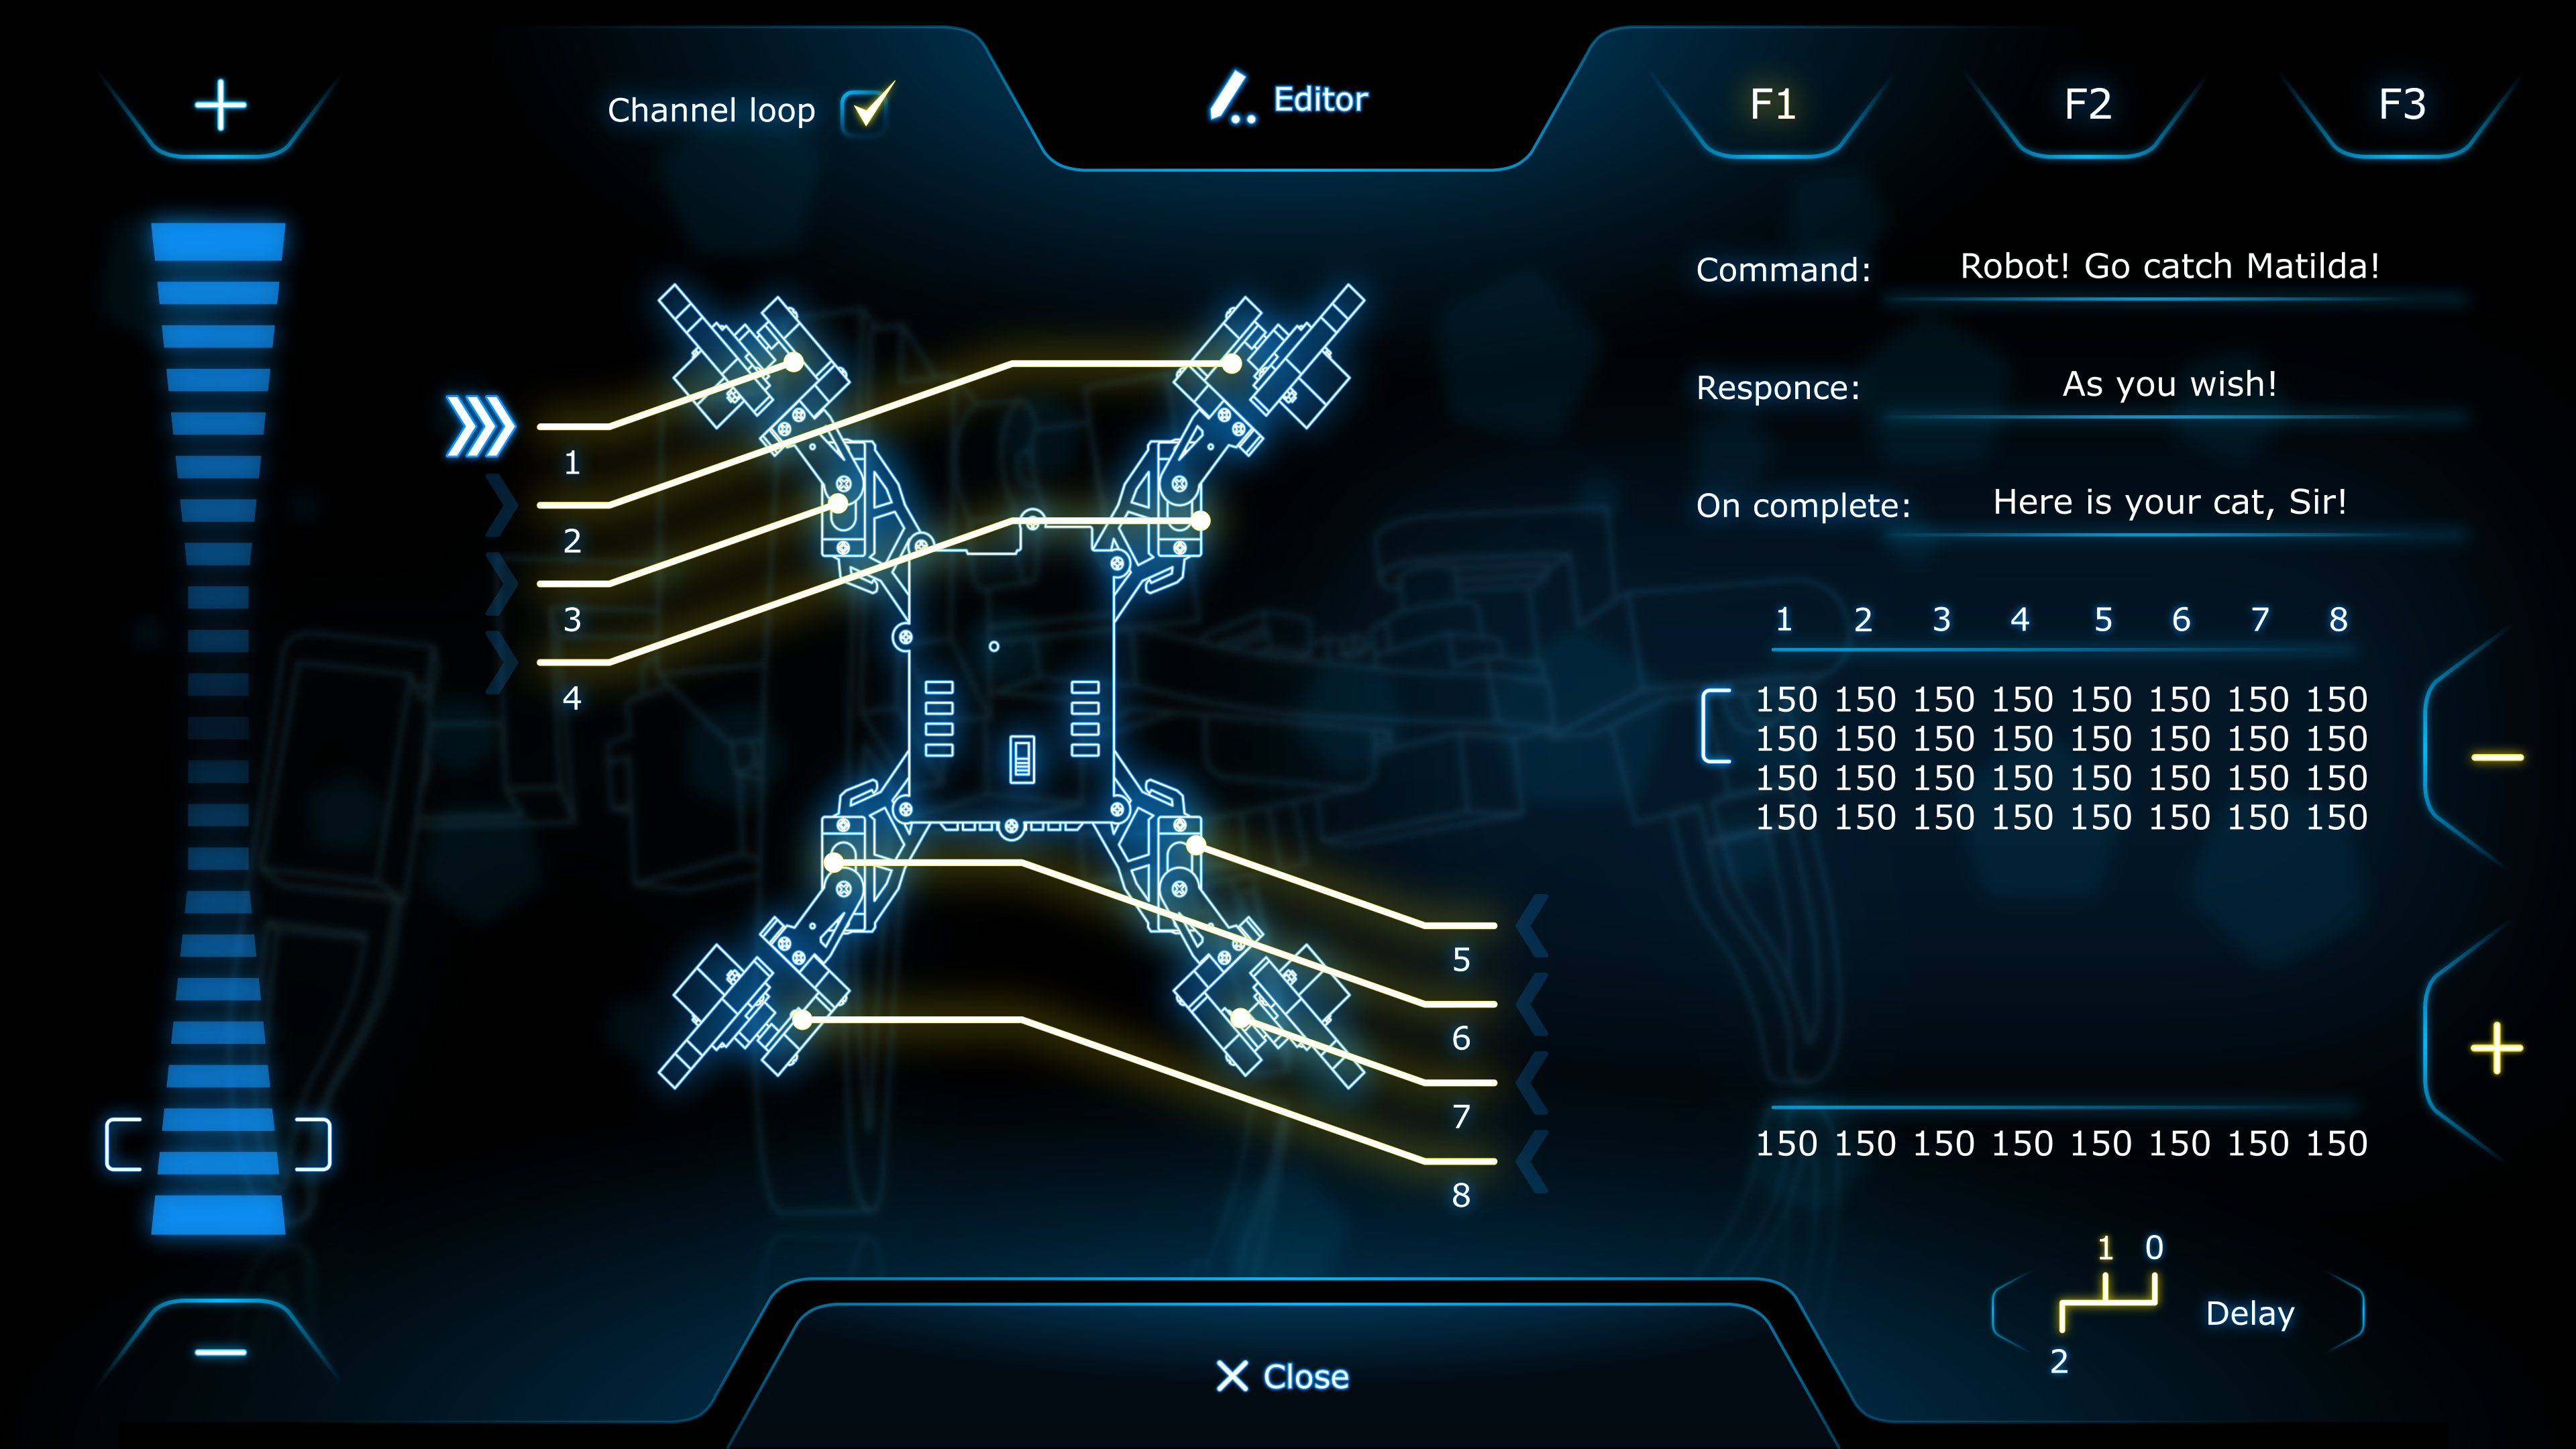 Channel loop
Editor
F1 F2 F3
Command: Robot! Go catch Matilda!
Responce: As you wish!
On complete: Here is your cat, Sir!
1
2
3
4
5
6
7
8
1 2 3 4 5 6 7 8
150 150 150 150 150 150 150 150
150 150 150 150 150 150 150 150
150 150 150 150 150 150 150 150
150 150 150 150 150 150 150 150
150 150 150 150 150 150 150 150
1 0
Delay
2
Close